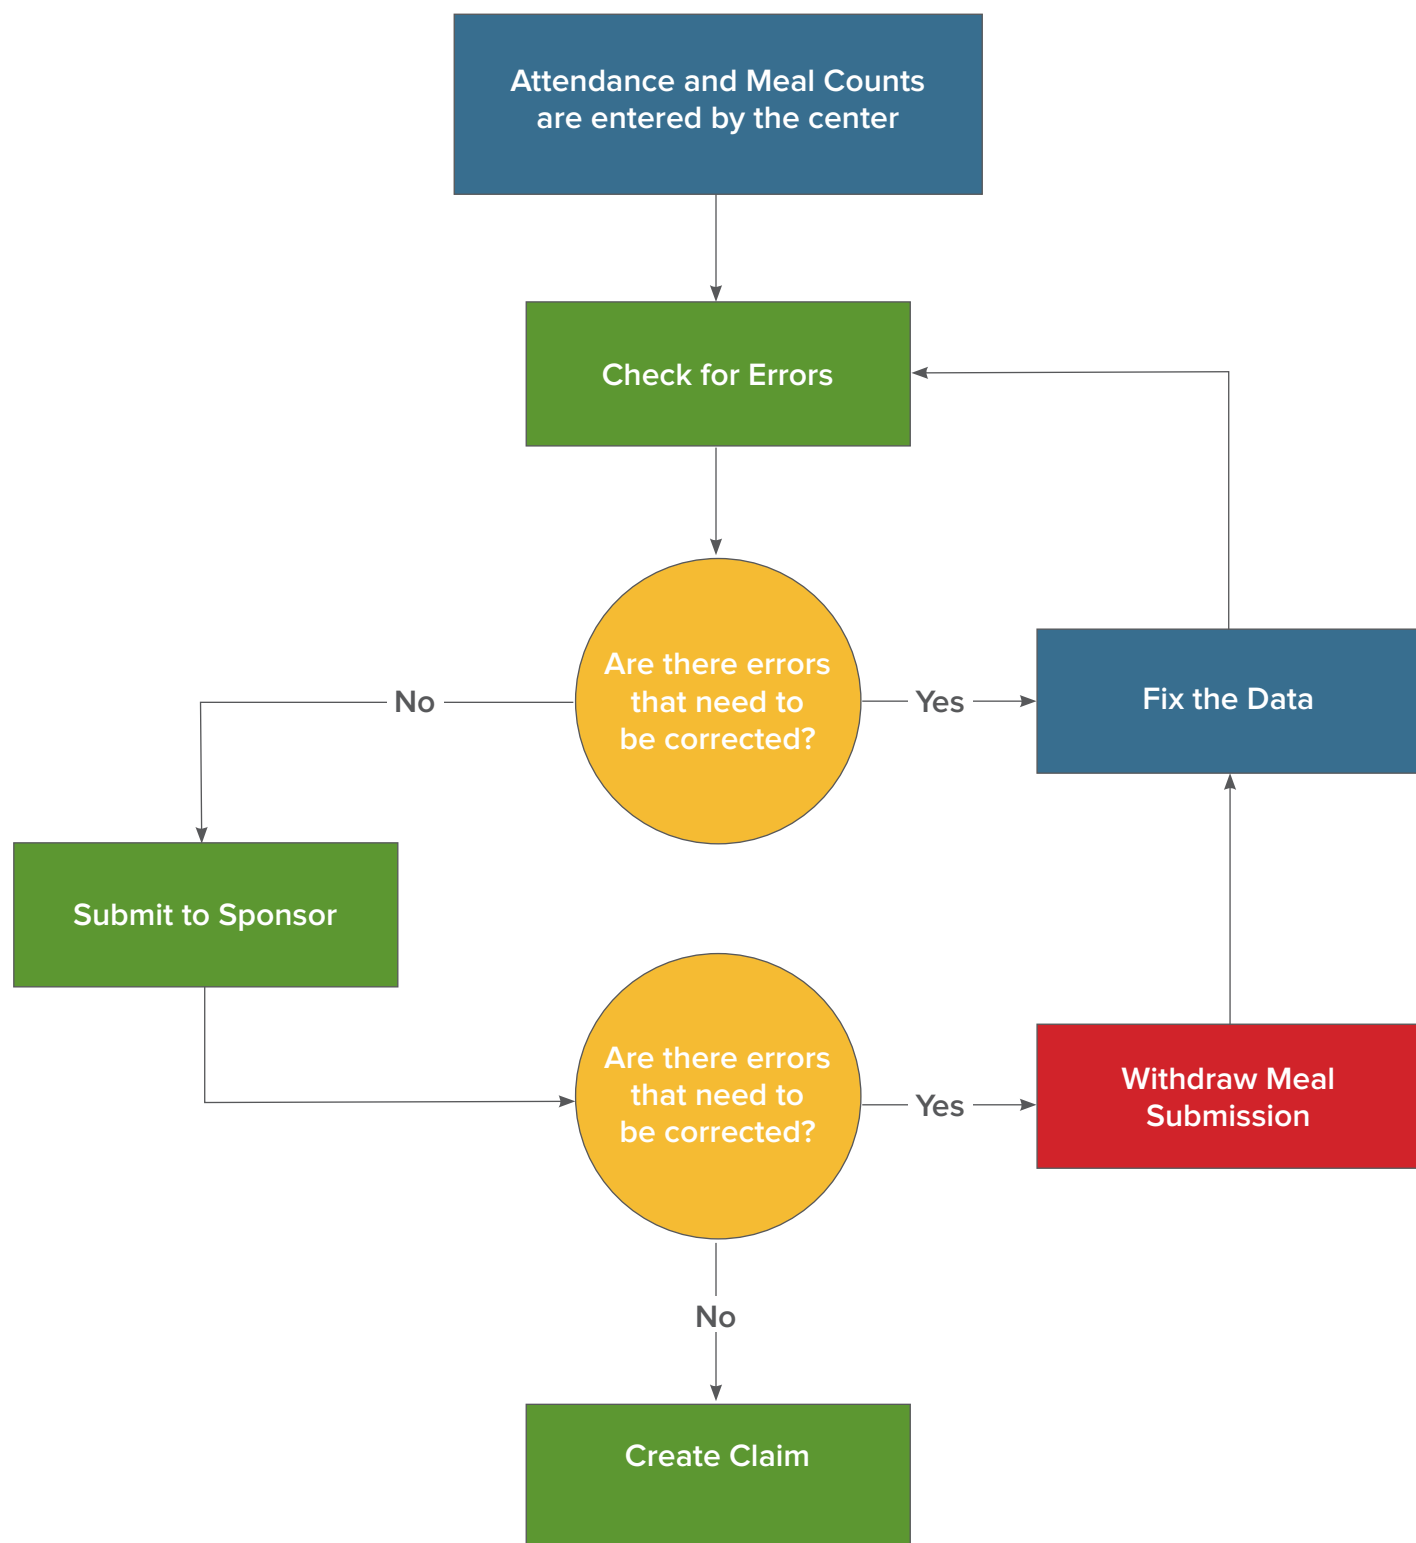 Attendance and Meal Counts
are entered by the center
Check for Errors
Are there errors
that need to
be corrected?
No
Yes
Fix the Data
Submit to Sponsor
Are there errors
that need to
be corrected?
Yes
Withdraw Meal
Submission
No
Create Claim